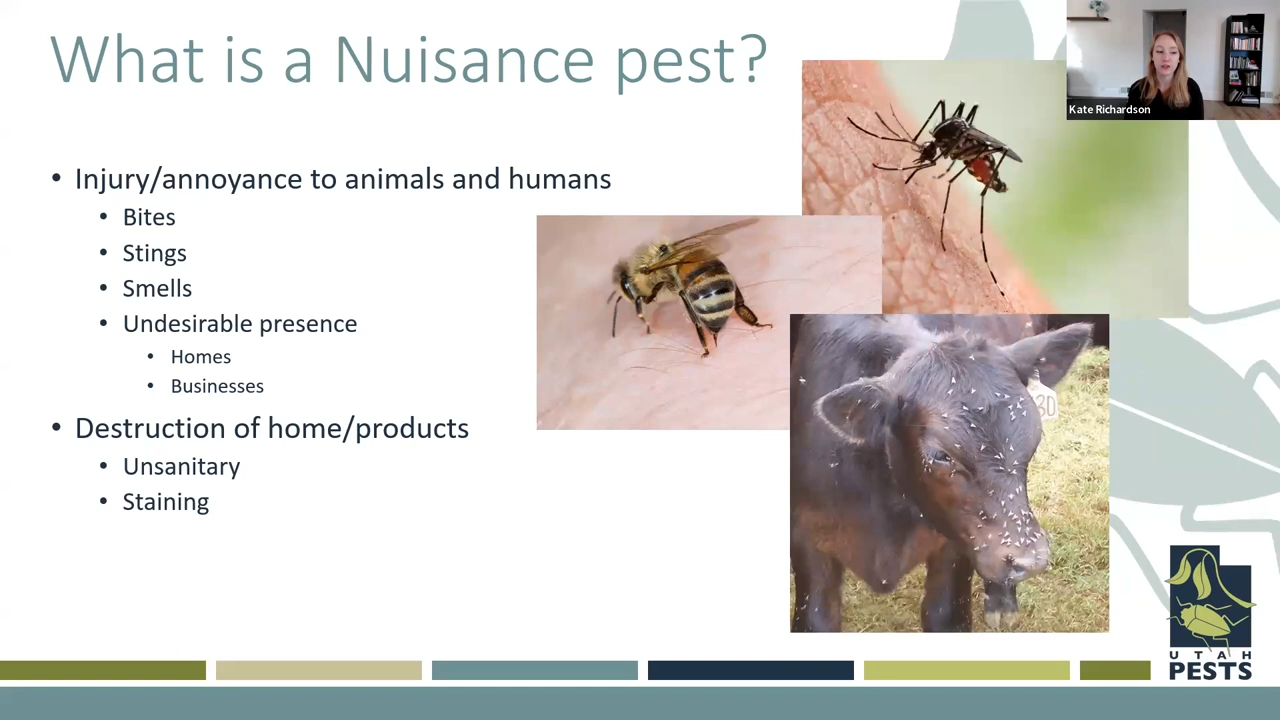 What is a Nuisance pest?
Kate Richardson
• Injury/annoyance to animals and humans
• Bites
• Stings
• Smells
• Undesirable presence
• Homes
• Businesses
• Destruction of home/products
• Unsanitary
• Staining
30
UTAH
PESTS